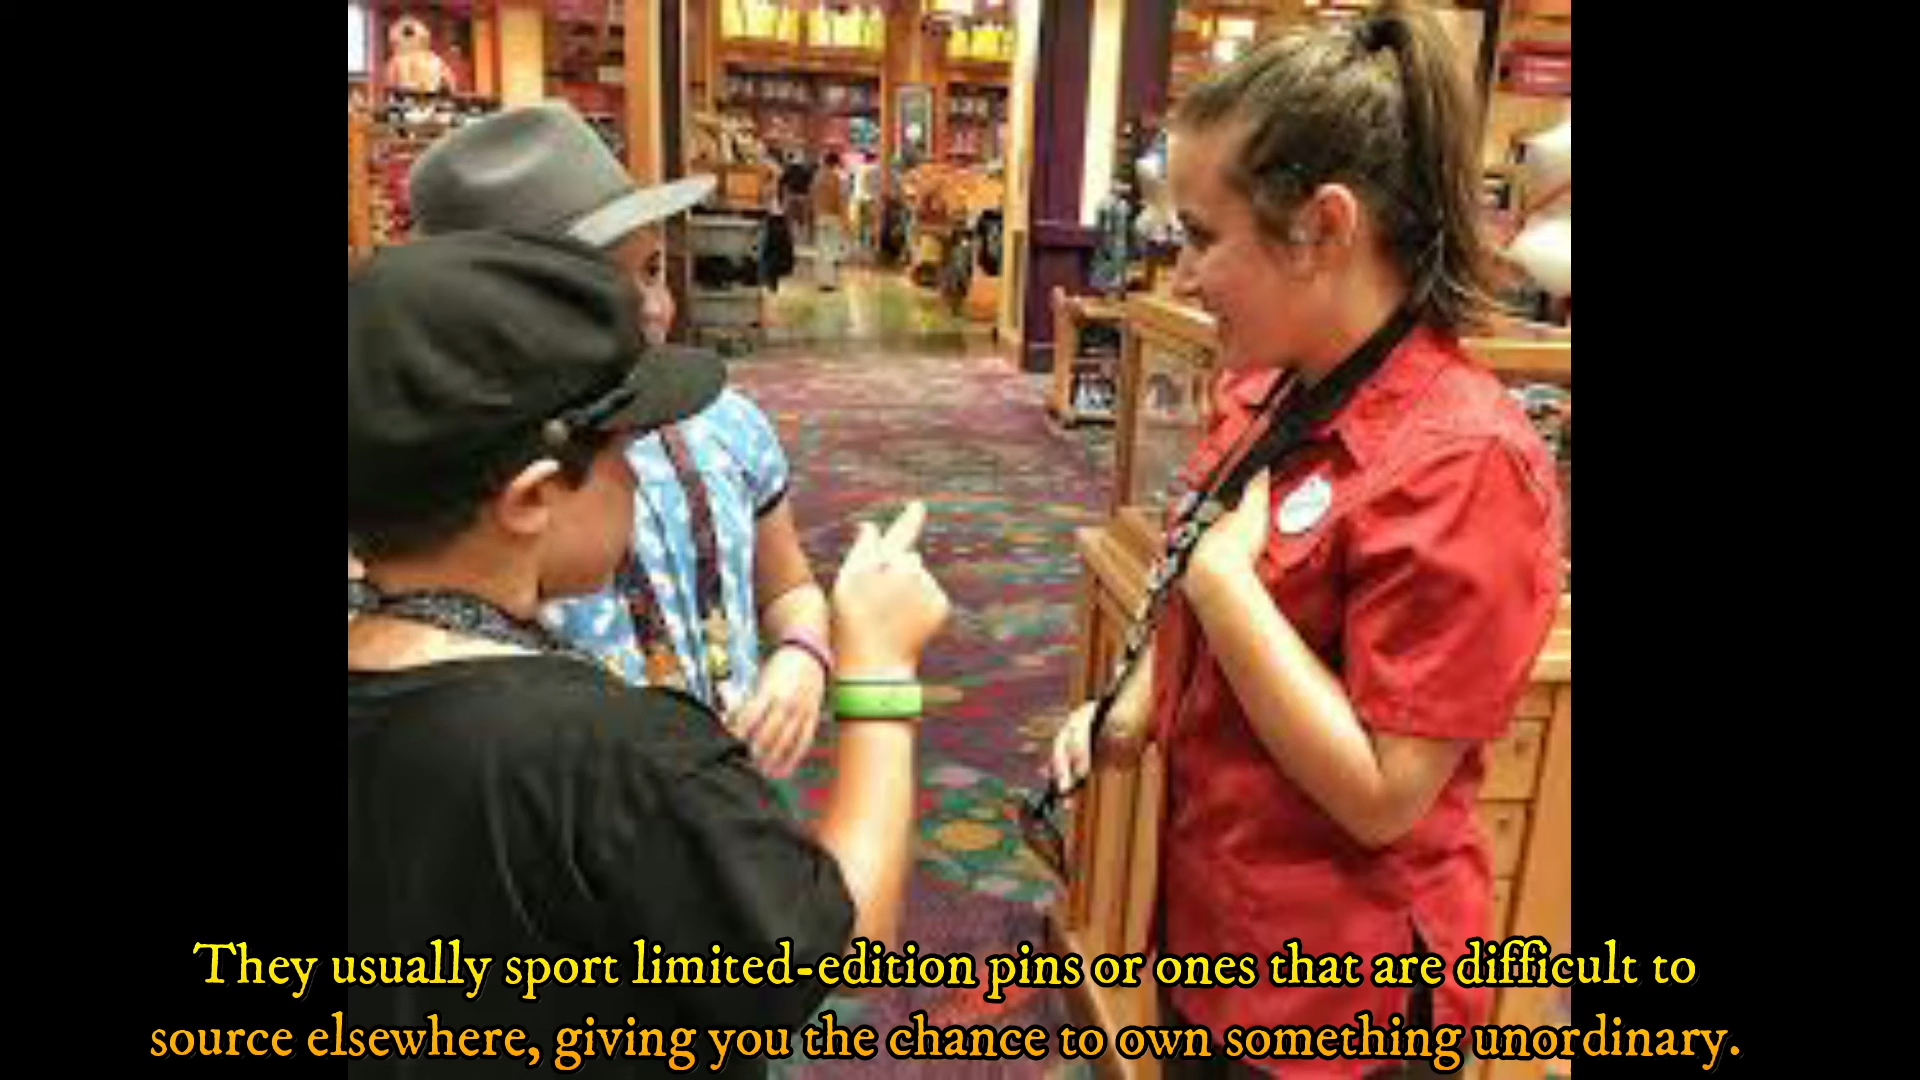 They usually sport limited-edition pins or ones that are difficult to
source elsewhere, giving you the chance to own something unordinary.